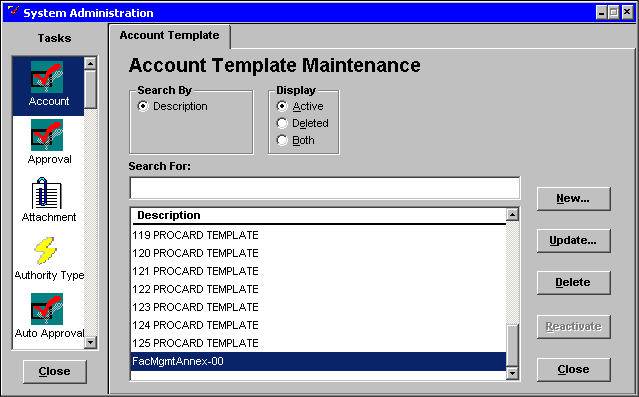 System Administration
Tasks
Account
Approval
Attachment
Authority Type
Auto Approval
Close
Account Template
Account Template Maintenance
Search By
Description
Display
Active
Deleted
Both
Search For:
Description
119 PROCARD TEMPLATE
120 PROCARD TEMPLATE
121 PROCARD TEMPLATE
122 PROCARD TEMPLATE
123 PROCARD TEMPLATE
124 PROCARD TEMPLATE
125 PROCARD TEMPLATE
FacMgmtAnnex-00
New...
Update...
Delete
Reactivate
Close